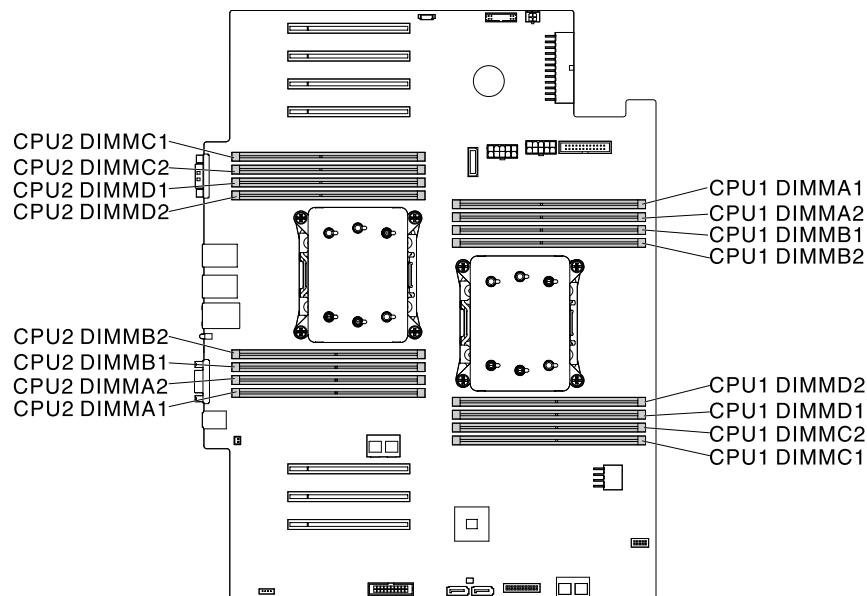 CPU2 DIMMC1
CPU2 DIMMC2
CPU2 DIMMD1
CPU2 DIMMD2
CPU1 DIMMA1
CPU1 DIMMA2
CPU1 DIMMB1
CPU1 DIMMB2
CPU2 DIMMB2
CPU2 DIMMB1
CPU2 DIMMA2
CPU2 DIMMA1
CPU1 DIMMD2
CPU1 DIMMD1
CPU1 DIMMC2
CPU1 DIMMC1